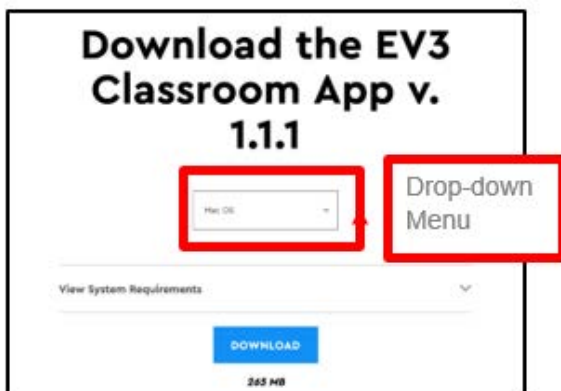 Download the EV3
Classroom App v.
1.1.1
Mac OS
Drop-down
Menu
View System Requirements
DOWNLOAD
265 MB